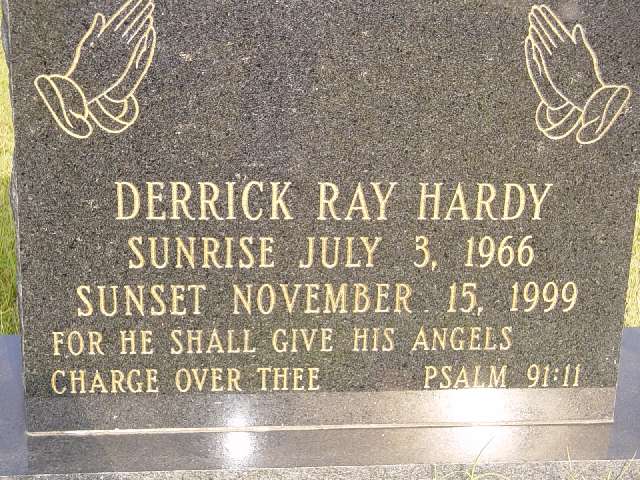 DERRICK RAY HARDY
SUNRISE JULY 3, 1966
SUNSET NOVEMBER 15, 1999
FOR HE SHALL GIVE HIS ANGELS
CHARGE OVER THEE PSALM 91:11